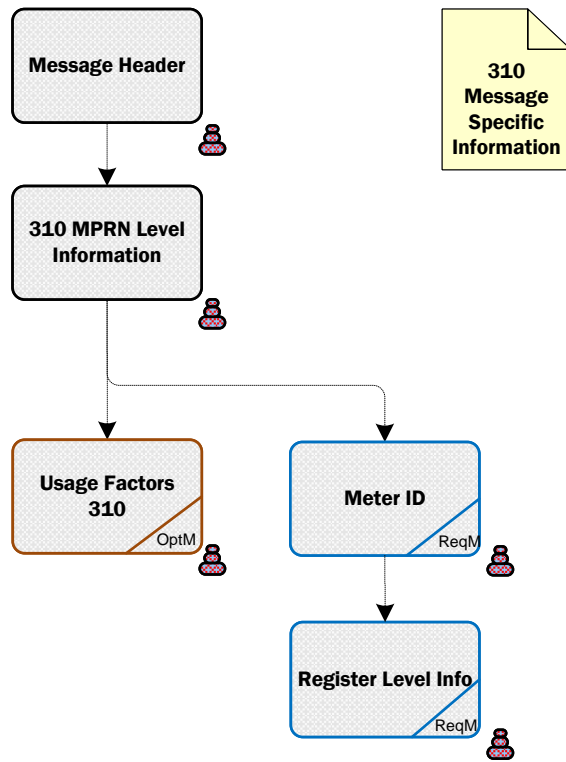 Message Header
310
Message
Specific
Information
310 MPRN Level
Information
Usage Factors
310
OptM
Meter ID
ReqM
Register Level Info
ReqM